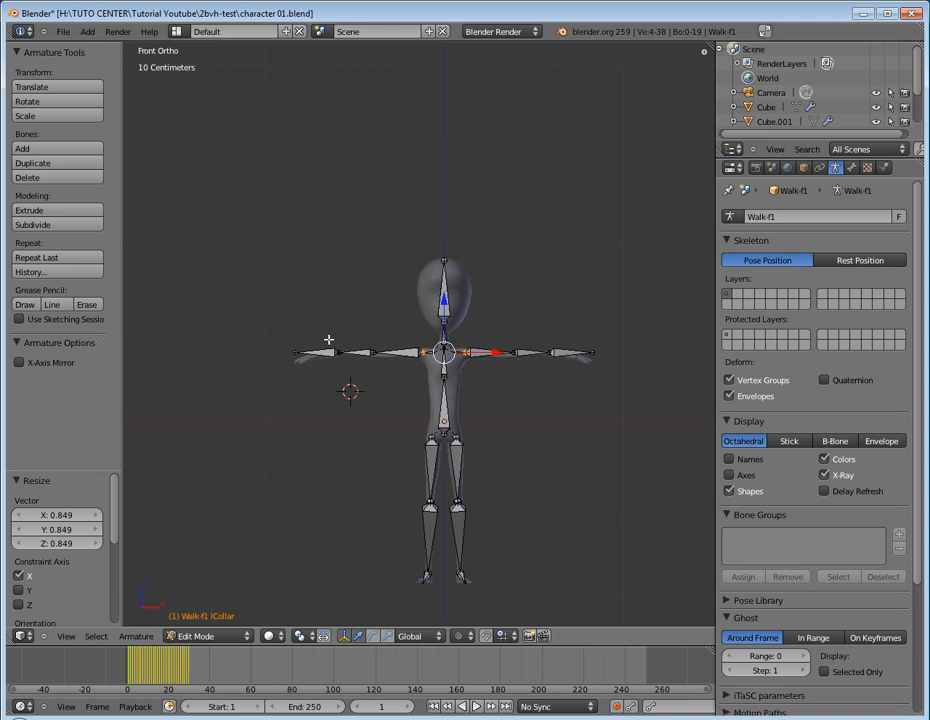 Blender* [H:\TUTO CENTER\Tutorial Youtube\2bvh-test\character 01.blend]
File Add Render Help Default Scene Blender Render blender.org 259 | Ve:4-38 | Bo:0-19 | Walk-f1
Armature Tools
Transform:
Translate
Rotate
Scale
Bones:
Add
Duplicate
Delete
Modeling:
Extrude
Subdivide
Repeat:
Repeat Last
History...
Grease Pencil:
Draw Line Erase
Use Sketching Sessio
Armature Options
X-Axis Mirror
Resize
Vector
X: 0.849
Y: 0.849
Z: 0.849
Constraint Axis
X
Y
Z
Orientation
Front Ortho
10 Centimeters
(1) Walk-f1 lCollar
View Select Armature Edit Mode Global
-40 -20 0 20 40 60 80 100 120 140 160 180 200 220 240 260
View Frame Playback Start: 1 End: 250 1 No Sync
Scene
RenderLayers
World
Camera
Cube
Cube.001
View Search All Scenes
Walk-f1 Walk-f1
Walk-f1 F
Skeleton
Pose Position Rest Position
Layers:
Protected Layers:
Deform:
Vertex Groups Quaternion
Envelopes
Display
Octahedral Stick B-Bone Envelope
Names Colors
Axes X-Ray
Shapes Delay Refresh
Bone Groups
Assign Remove Select Deselect
Pose Library
Ghost
Around Frame In Range On Keyframes
Range: 0 Display:
Step: 1 Selected Only
iTaSC parameters
Motion Paths